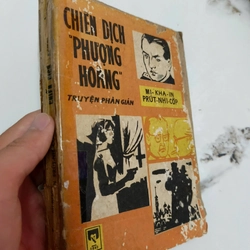 CHIẾN DỊCH
"PHƯỢNG
HOÀNG"
TRUYỆN PHẢN GIÁN
MI-KHA-IN
PRÚT-NHI-CỐP